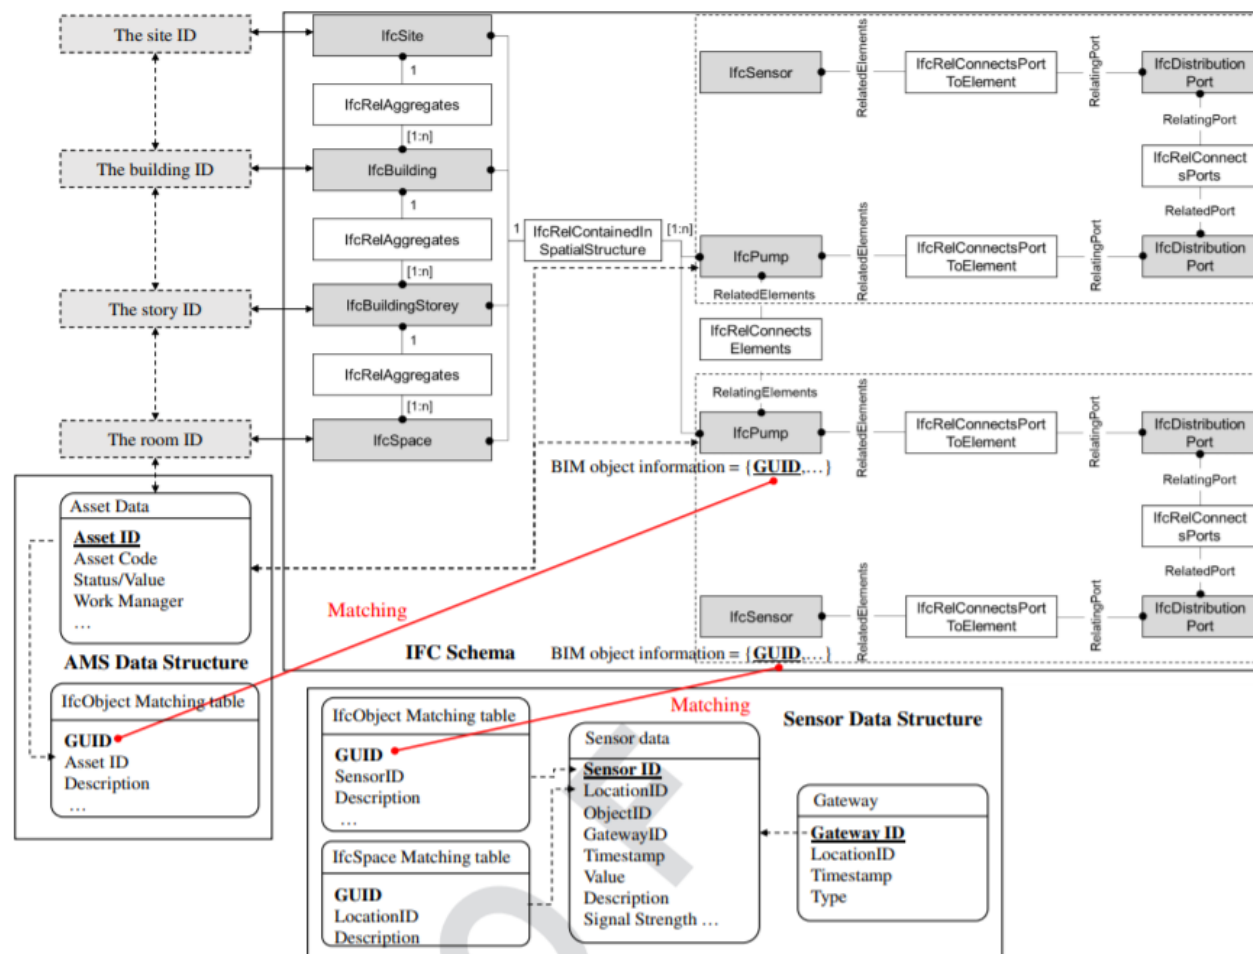 The site ID
IfcSite
1
IfcRelAggregates
[1:n]
The building ID
IfcBuilding
1
IfcRelAggregates
[1:n]
The story ID
IfcBuildingStorey
1
IfcRelAggregates
[1:n]
The room ID
IfcSpace
1
IfcRelContainedIn
SpatialStructure
[1:n]
IfcSensor
RelatedElements
IfcRelConnectsPort
ToElement
RelatingPort
IfcDistribution
Port
RelatingPort
IfcRelConnect
sPorts
RelatedPort
IfcPump
RelatedElements
IfcRelConnectsPort
ToElement
RelatingPort
IfcDistribution
Port
RelatedElements
IfcRelConnects
Elements
RelatingElements
IfcPump
RelatedElements
IfcRelConnectsPort
ToElement
RelatingPort
IfcDistribution
Port
BIM object information = {GUID,…}
RelatingPort
IfcRelConnect
sPorts
RelatedPort
IfcSensor
RelatedElements
IfcRelConnectsPort
ToElement
RelatingPort
IfcDistribution
Port
IFC Schema
BIM object information = {GUID,…}
Asset Data
Asset ID
Asset Code
Status/Value
Work Manager
…
AMS Data Structure
IfcObject Matching table
GUID
Asset ID
Description
…
Matching
Matching
Sensor Data Structure
IfcObject Matching table
GUID
SensorID
Description
…
IfcSpace Matching table
GUID
LocationID
Description
Sensor data
Sensor ID
LocationID
ObjectID
GatewayID
Timestamp
Value
Description
Signal Strength …
Gateway
Gateway ID
LocationID
Timestamp
Type
O F